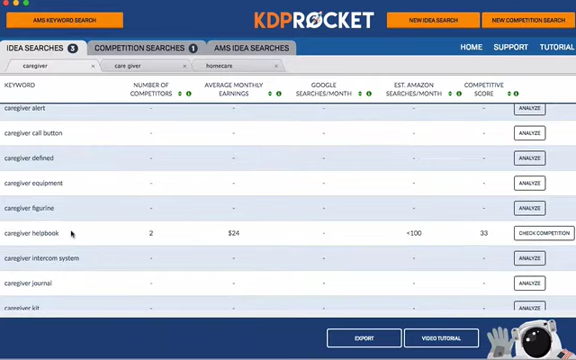 AMS KEYWORD SEARCH
KDPROCKET
NEW IDEA SEARCH
NEW COMPETITION SEARCH
IDEA SEARCHES 3
COMPETITION SEARCHES 1
AMS IDEA SEARCHES
HOME
SUPPORT
TUTORIAL
caregiver ×
care giver ×
homecare ×
KEYWORD
NUMBER OF
COMPETITORS
AVERAGE MONTHLY
EARNINGS
GOOGLE
SEARCHES/MONTH
EST. AMAZON
SEARCHES/MONTH
COMPETITIVE
SCORE
caregiver alert - - - - - ANALYZE
caregiver call button - - - - - ANALYZE
caregiver defined - - - - - ANALYZE
caregiver equipment - - - - - ANALYZE
caregiver figurine - - - - - ANALYZE
caregiver helpbook 2 $24 - <100 33 CHECK COMPETITION
caregiver intercom system - - - - - ANALYZE
caregiver journal - - - - - ANALYZE
caregiver kit - - - - - ANALYZE
EXPORT
VIDEO TUTORIAL